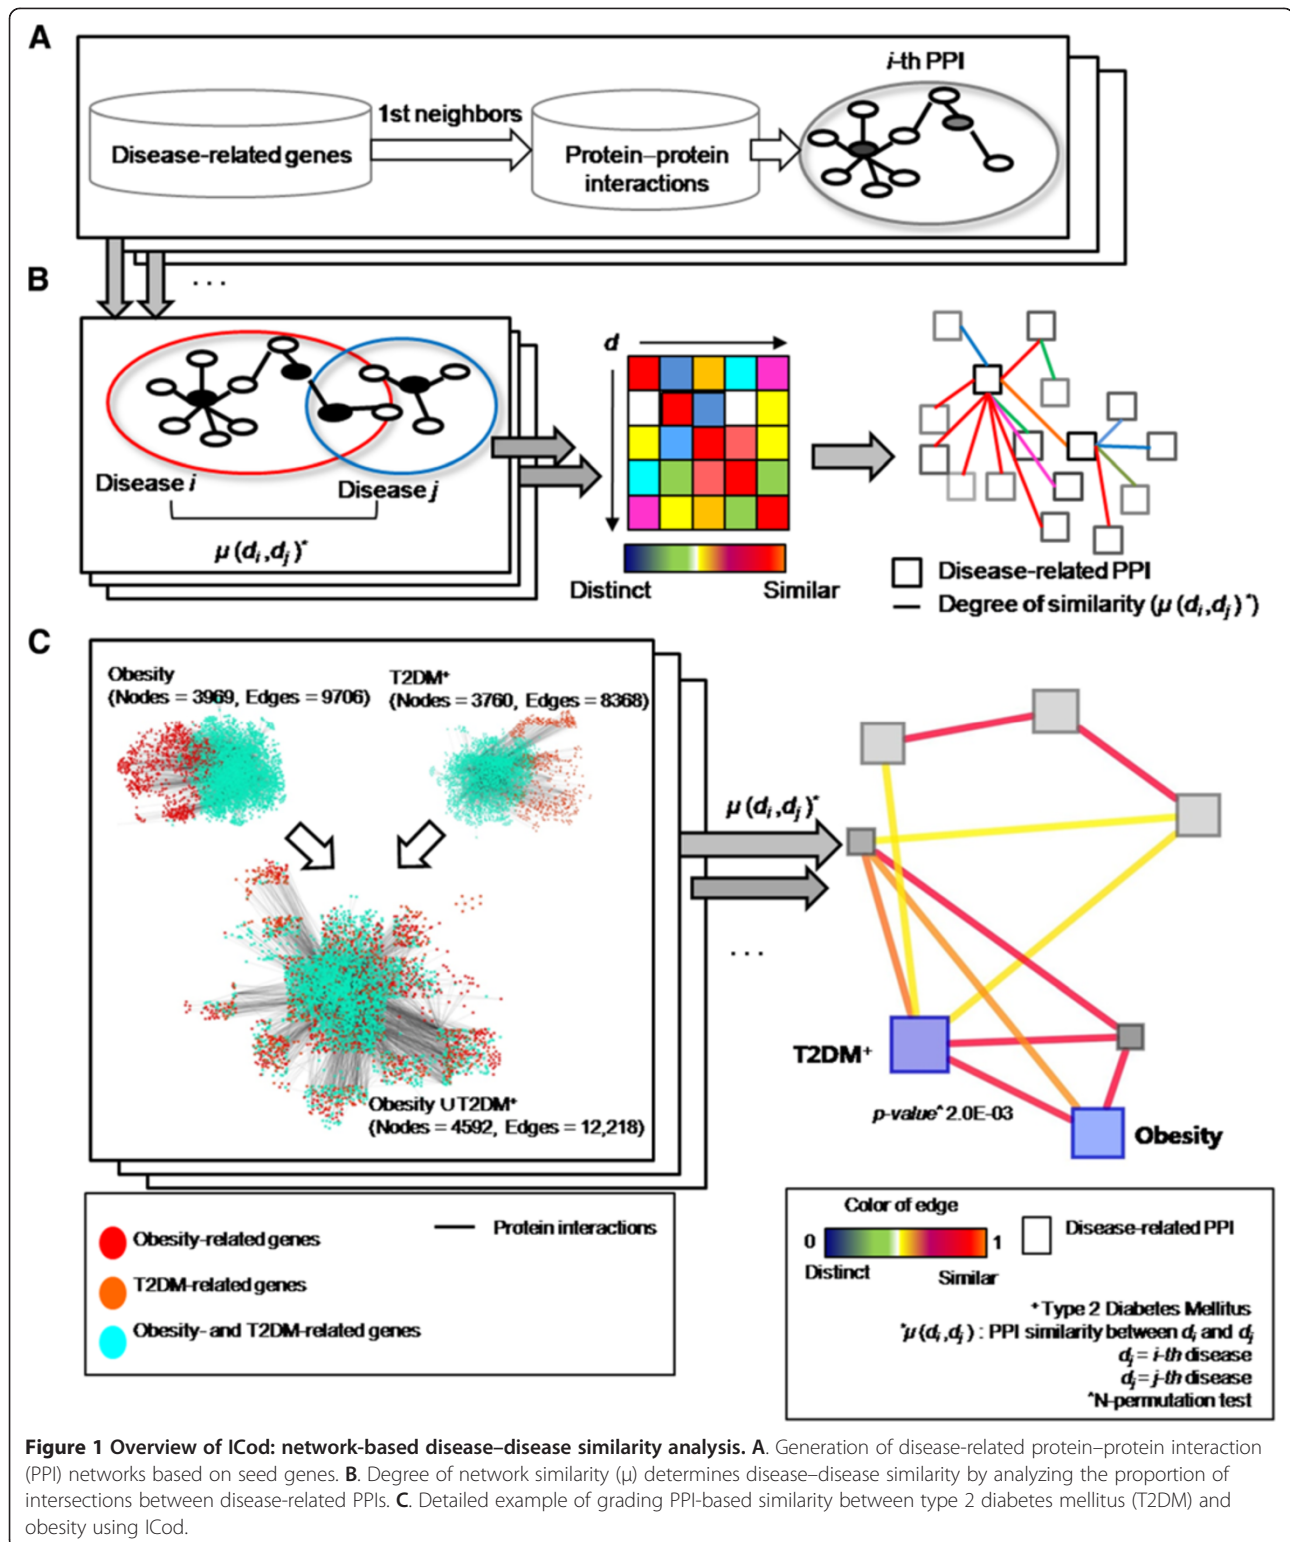 A
i-th PPI
1st neighbors
Disease-related genes
Protein–protein
interactions
B
. . .
d
Disease i
Disease j
μ (di,dj)*
Distinct
Similar
Disease-related PPI
Degree of similarity (μ (di,dj)*)
C
Obesity
(Nodes = 3969, Edges = 9706)
T2DM+
(Nodes = 3760, Edges = 8368)
μ (di,dj)*
. . .
T2DM+
p-value^ 2.0E-03
Obesity
Obesity ∪ T2DM+
(Nodes = 4592, Edges = 12,218)
Obesity-related genes
T2DM-related genes
Obesity- and T2DM-related genes
Protein interactions
Color of edge
0
1
Distinct
Similar
Disease-related PPI
+ Type 2 Diabetes Mellitus
*μ (di,dj) : PPI similarity between di and dj
di = i-th disease
dj = j-th disease
^N-permutation test
Figure 1 Overview of ICod: network-based disease–disease similarity analysis. A. Generation of disease-related protein–protein interaction
(PPI) networks based on seed genes. B. Degree of network similarity (μ) determines disease–disease similarity by analyzing the proportion of
intersections between disease-related PPIs. C. Detailed example of grading PPI-based similarity between type 2 diabetes mellitus (T2DM) and
obesity using ICod.